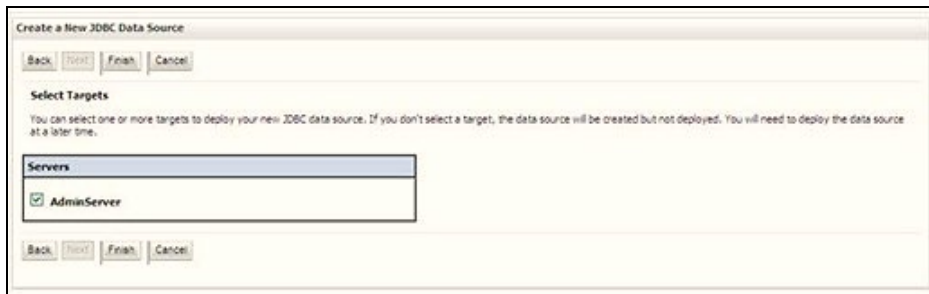 Create a New JDBC Data Source
Back Next Finish Cancel
Select Targets
You can select one or more targets to deploy your new JDBC data source. If you don't select a target, the data source will be created but not deployed. You will need to deploy the data source
at a later time.
Servers
AdminServer
Back Next Finish Cancel